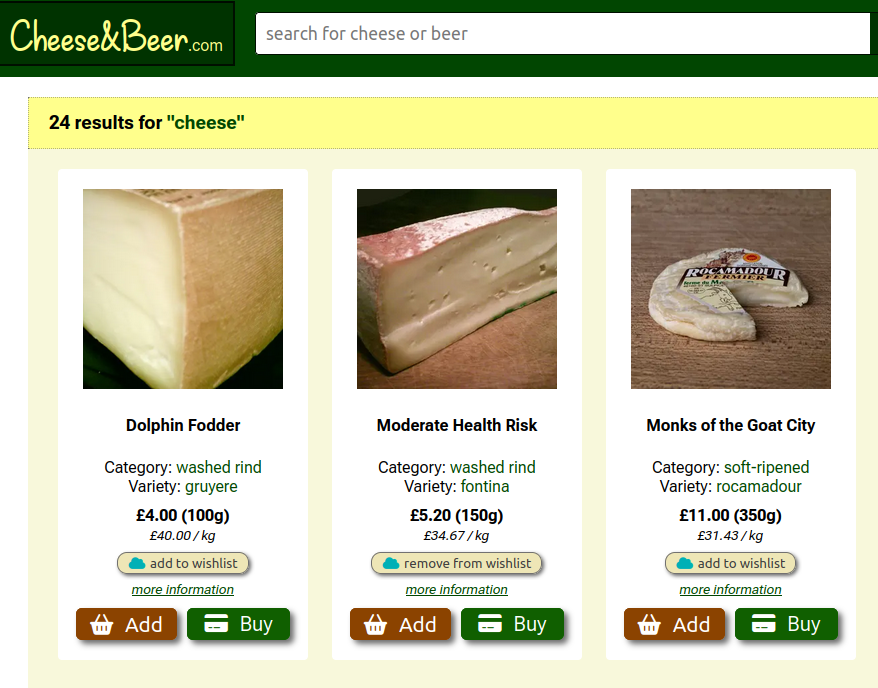 Cheese&Beer.com
search for cheese or beer
24 results for "cheese"
ROCAMADOUR
FERMIER
Dolphin Fodder
Moderate Health Risk
Monks of the Goat City
Category: washed rind
Variety: gruyere
£4.00 (100g)
£40.00 / kg
add to wishlist
more information
Add
Buy
Category: washed rind
Variety: fontina
£5.20 (150g)
£34.67 / kg
remove from wishlist
more information
Add
Buy
Category: soft-ripened
Variety: rocamadour
£11.00 (350g)
£31.43 / kg
add to wishlist
more information
Add
Buy